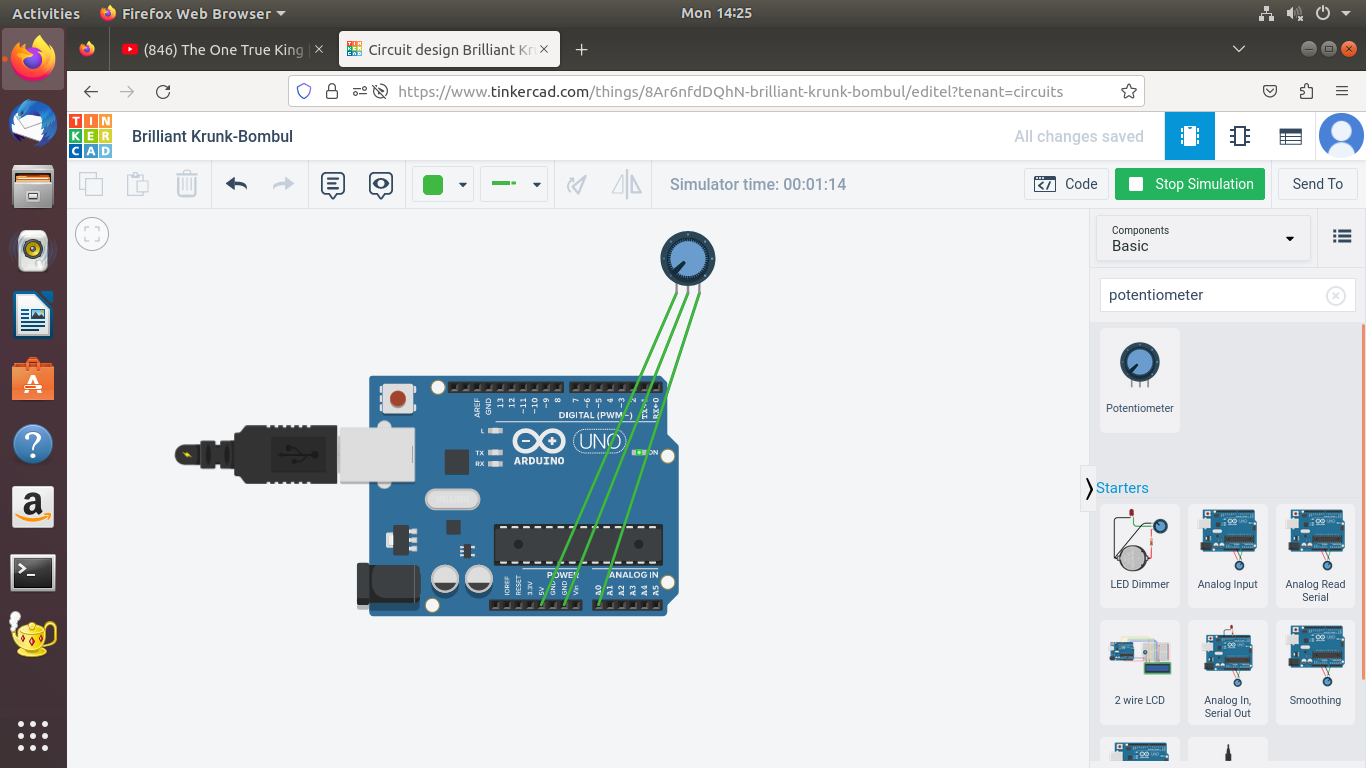 Activities
Firefox Web Browser
Mon 14:25
(846) The One True King
Circuit design Brilliant Kru
https://www.tinkercad.com/things/8Ar6nfdDQhN-brilliant-krunk-bombul/editel?tenant=circuits
TIN
KER
CAD
Brilliant Krunk-Bombul
All changes saved
Simulator time: 00:01:14
Code
Stop Simulation
Send To
Components
Basic
potentiometer
Potentiometer
Starters
LED Dimmer
Analog Input
Analog Read
Serial
2 wire LCD
Analog In,
Serial Out
Smoothing
AREF
GND
13
12
~11
~10
~9
8
7
~6
~5
4
~3
2
TX→1
RX←0
DIGITAL (PWM~)
L
TX
RX
UNO
ON
ARDUINO
POWER
ANALOG IN
IOREF
RESET
3.3V
5V
GND
GND
Vin
A0
A1
A2
A3
A4
A5